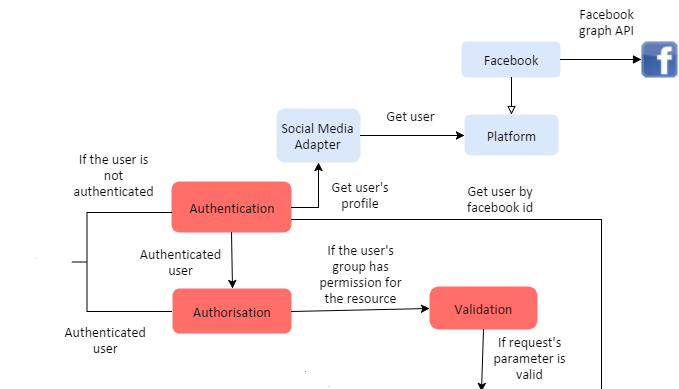 Facebook
graph API
Facebook
f
Social Media
Adapter
Get user
Platform
If the user is
not
authenticated
Authentication
Get user's
profile
Get user by
facebook id
Authenticated
user
If the user's
group has
permission for
the resource
Authorisation
Validation
Authenticated
user
If request's
parameter is
valid